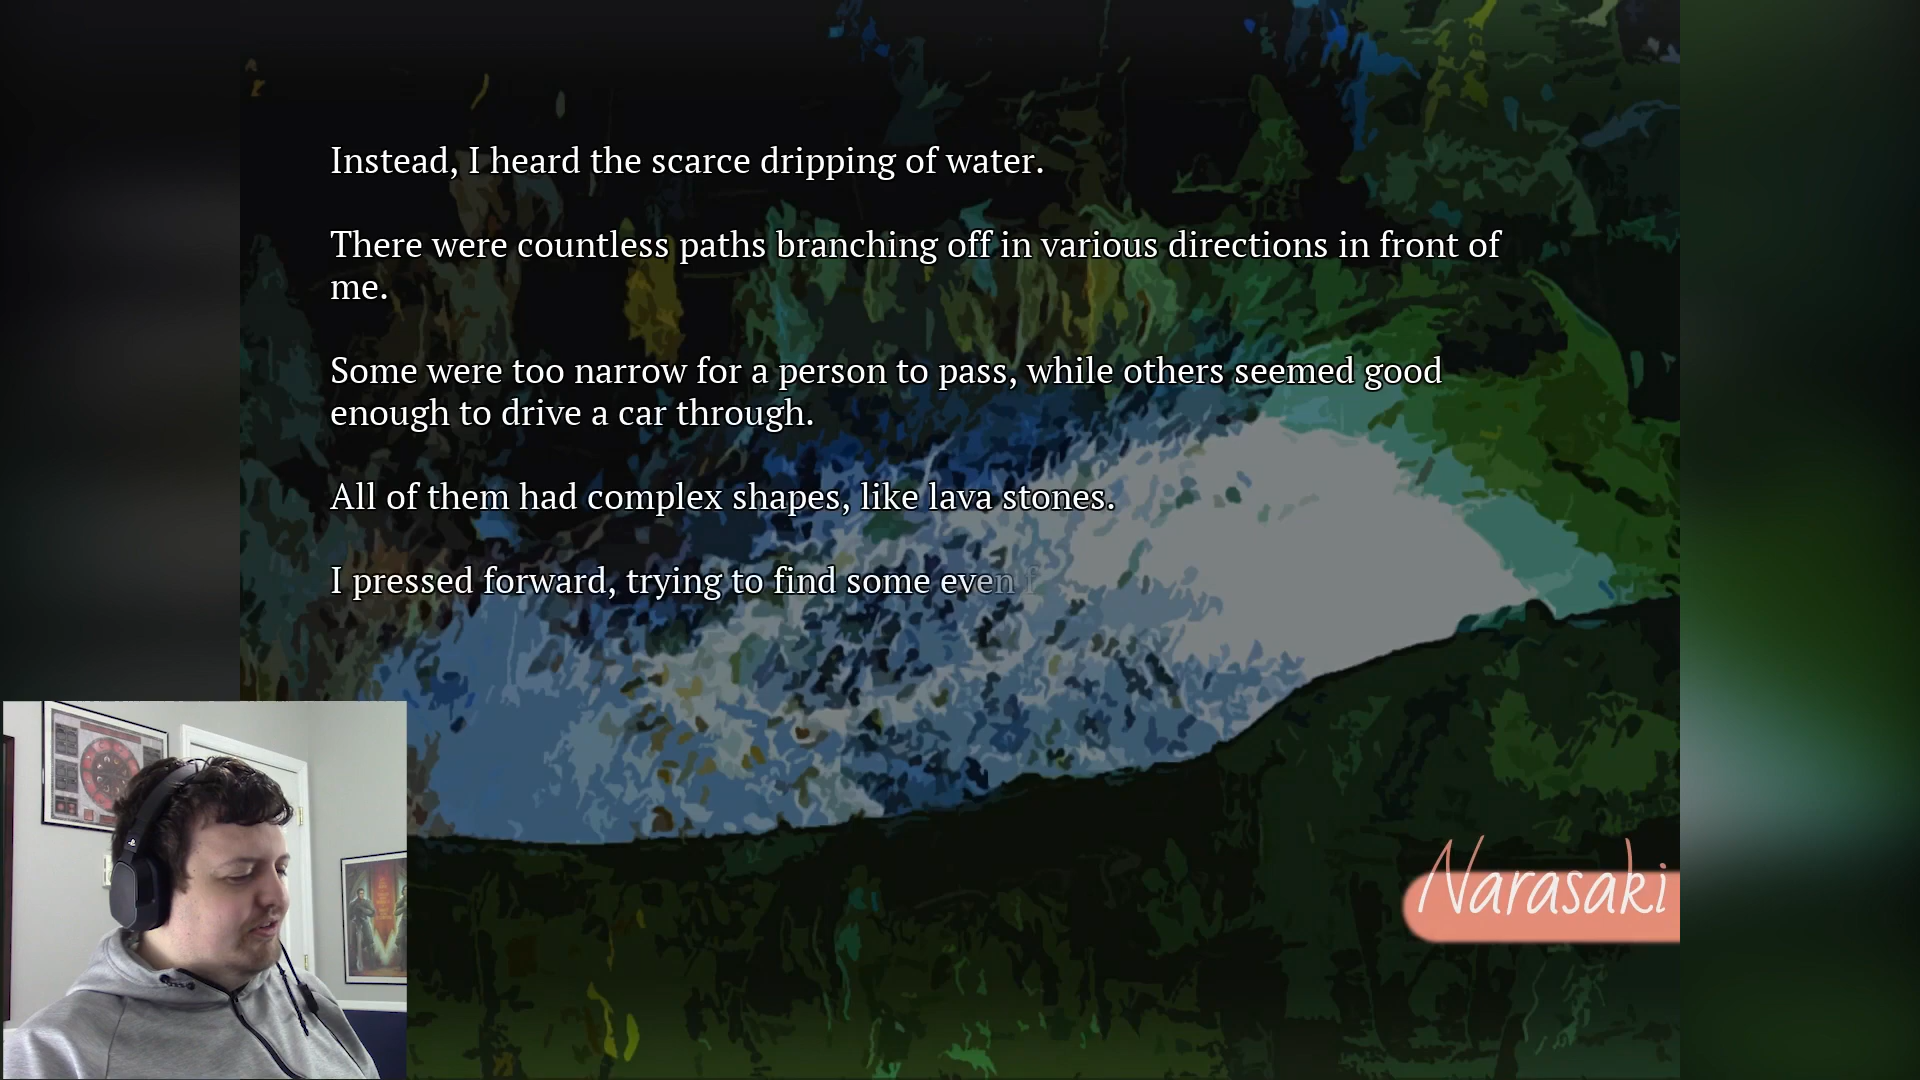 Instead, I heard the scarce dripping of water.
There were countless paths branching off in various directions in front of
me.
Some were too narrow for a person to pass, while others seemed good
enough to drive a car through.
All of them had complex shapes, like lava stones.
I pressed forward, trying to find some even f
Narasaki